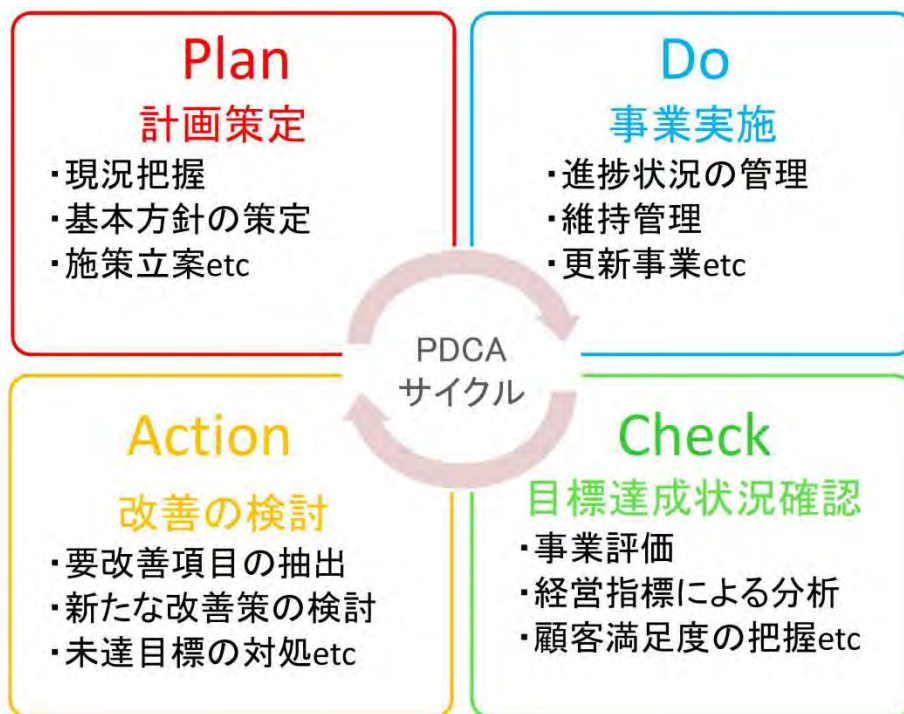 Plan
計画策定
・現況把握
・基本方針の策定
・施策立案etc
Do
事業実施
・進捗状況の管理
・維持管理
・更新事業etc
PDCA
サイクル
Action
改善の検討
・要改善項目の抽出
・新たな改善策の検討
・未達目標の対処etc
Check
目標達成状況確認
・事業評価
・経営指標による分析
・顧客満足度の把握etc